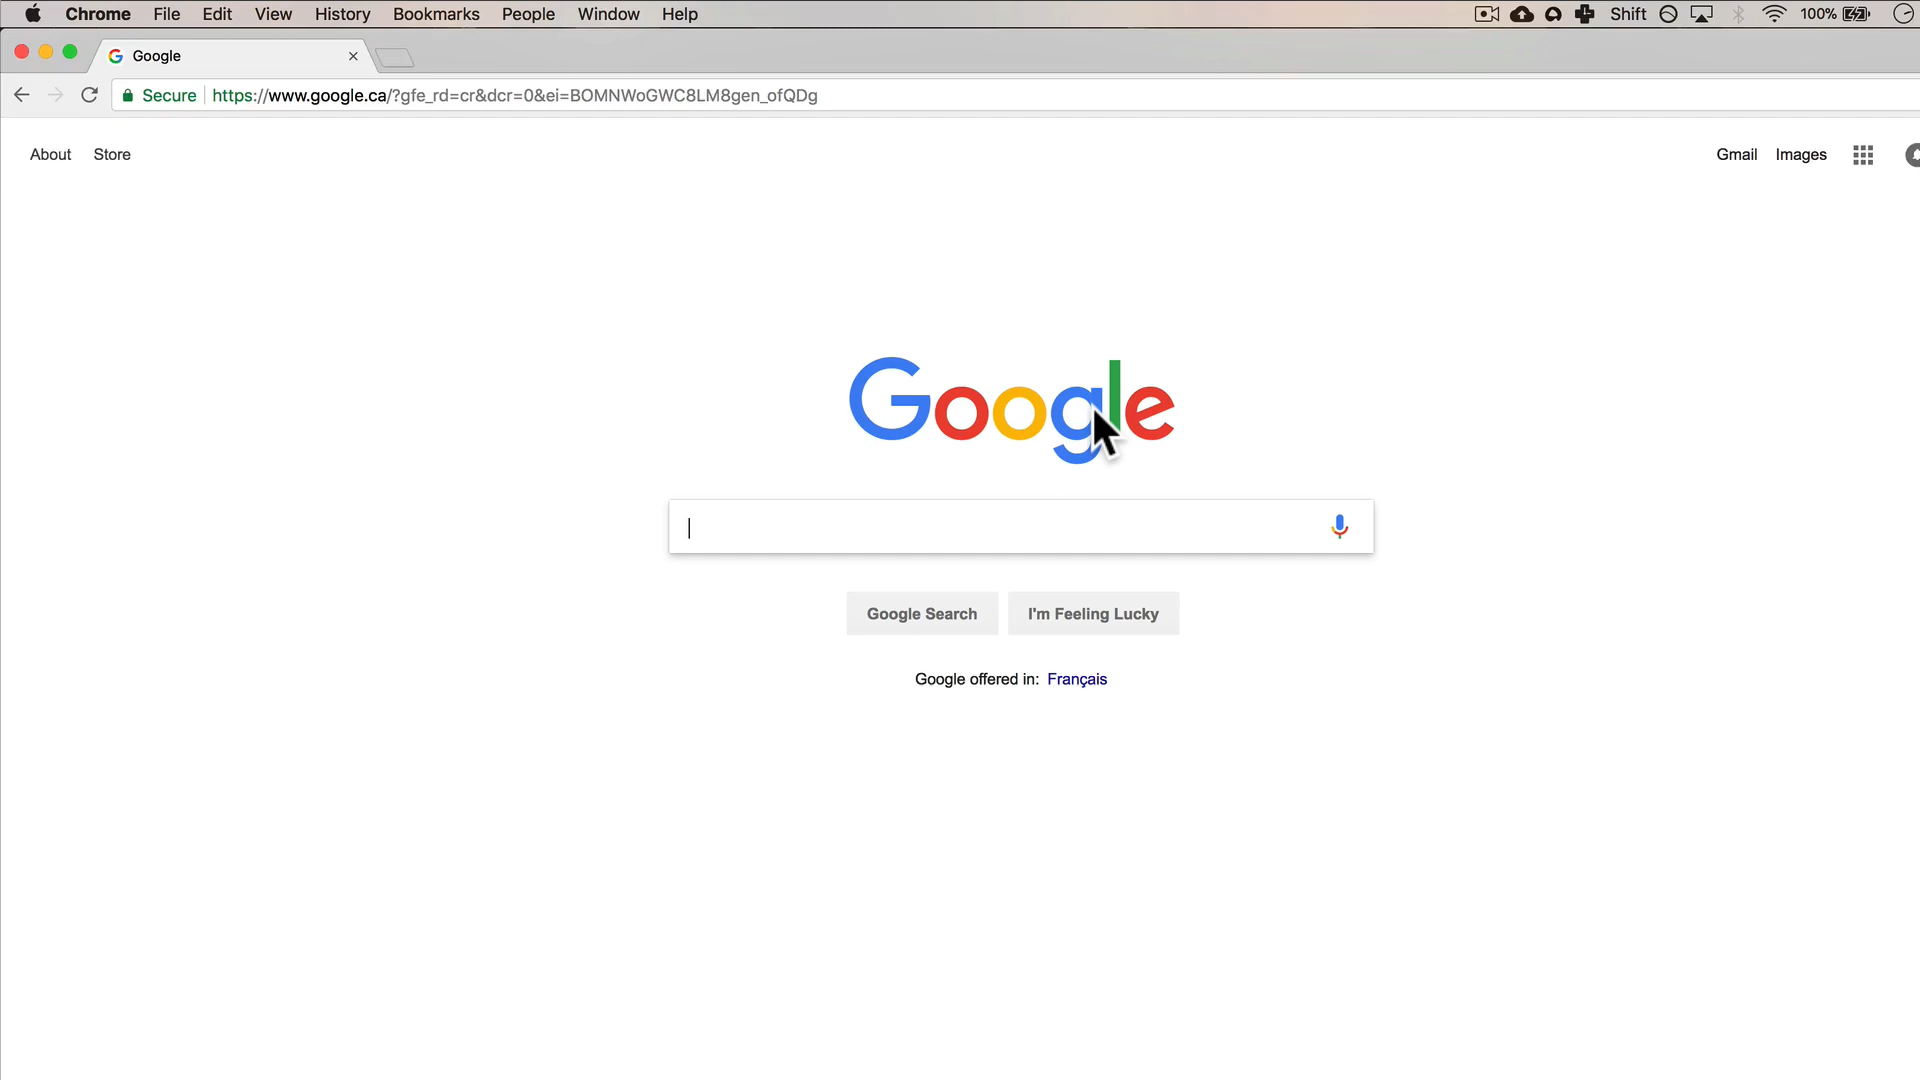 Chrome File Edit View History Bookmarks People Window Help Shift 100%
Google
Secure https://www.google.ca/?gfe_rd=cr&dcr=0&ei=BOMNWoGWC8LM8gen_ofQDg
About Store Gmail Images
Google
Google Search I'm Feeling Lucky
Google offered in: Français